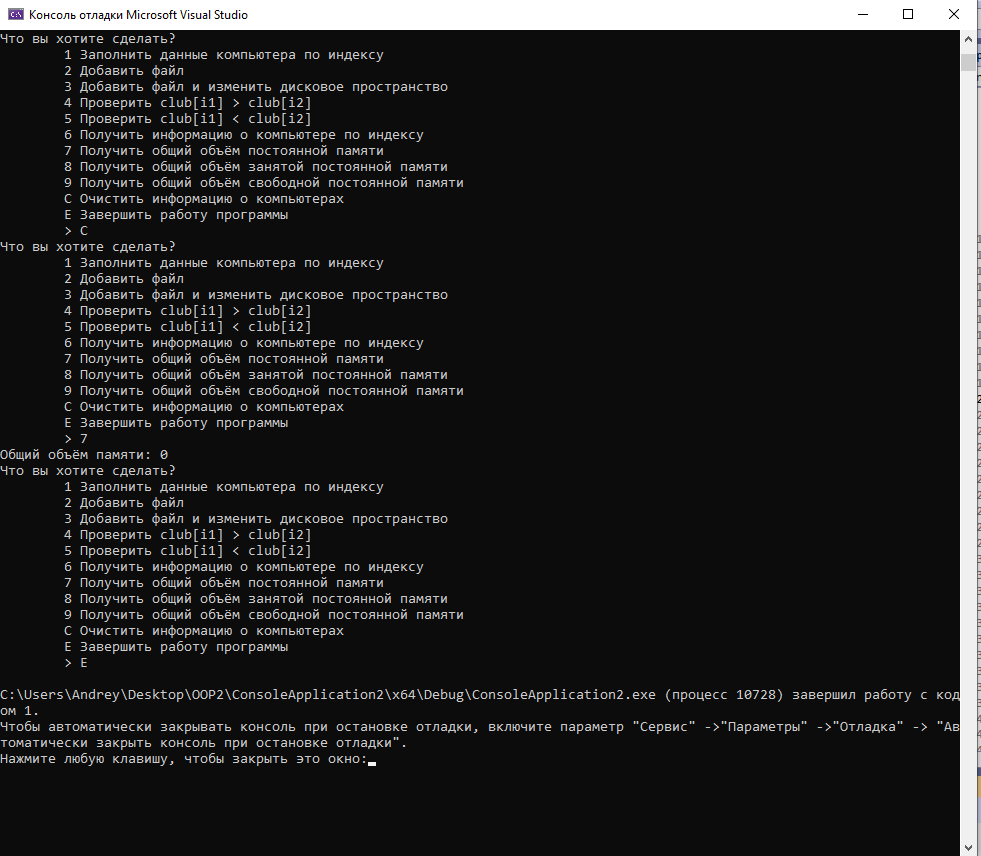 Консоль отладки Microsoft Visual Studio
Что вы хотите сделать?
1 Заполнить данные компьютера по индексу
2 Добавить файл
3 Добавить файл и изменить дисковое пространство
4 Проверить club[i1] > club[i2]
5 Проверить club[i1] < club[i2]
6 Получить информацию о компьютере по индексу
7 Получить общий объём постоянной памяти
8 Получить общий объём занятой постоянной памяти
9 Получить общий объём свободной постоянной памяти
C Очистить информацию о компьютерах
E Завершить работу программы
> C
Что вы хотите сделать?
1 Заполнить данные компьютера по индексу
2 Добавить файл
3 Добавить файл и изменить дисковое пространство
4 Проверить club[i1] > club[i2]
5 Проверить club[i1] < club[i2]
6 Получить информацию о компьютере по индексу
7 Получить общий объём постоянной памяти
8 Получить общий объём занятой постоянной памяти
9 Получить общий объём свободной постоянной памяти
C Очистить информацию о компьютерах
E Завершить работу программы
> 7
Общий объём памяти: 0
Что вы хотите сделать?
1 Заполнить данные компьютера по индексу
2 Добавить файл
3 Добавить файл и изменить дисковое пространство
4 Проверить club[i1] > club[i2]
5 Проверить club[i1] < club[i2]
6 Получить информацию о компьютере по индексу
7 Получить общий объём постоянной памяти
8 Получить общий объём занятой постоянной памяти
9 Получить общий объём свободной постоянной памяти
C Очистить информацию о компьютерах
E Завершить работу программы
> E
C:\Users\Andrey\Desktop\OOP2\ConsoleApplication2\x64\Debug\ConsoleApplication2.exe (процесс 10728) завершил работу с код
ом 1.
Чтобы автоматически закрывать консоль при остановке отладки, включите параметр "Сервис" ->"Параметры" ->"Отладка" -> "Ав
томатически закрыть консоль при остановке отладки".
Нажмите любую клавишу, чтобы закрыть это окно: